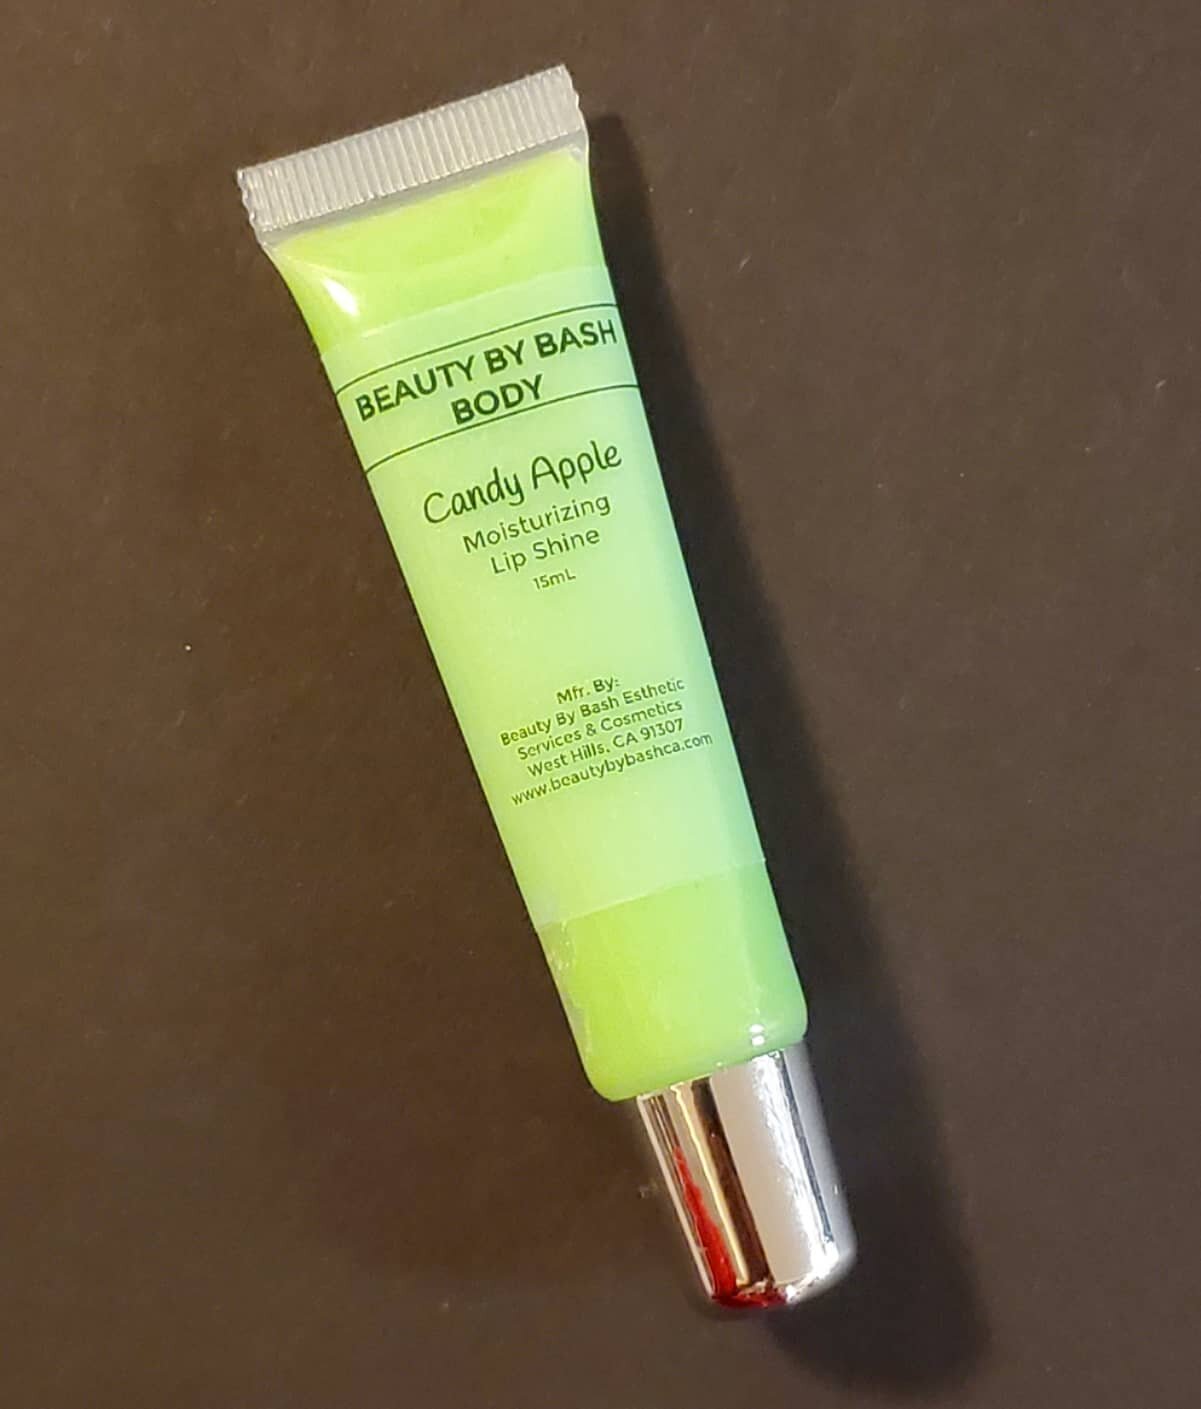 BEAUTY BY BASH
BODY
Candy Apple
Moisturizing
Lip Shine
15mL
Mfr. By:
Beauty By Bash Esthetic
Services & Cosmetics
West Hills, CA 91307
www.beautybybashca.com